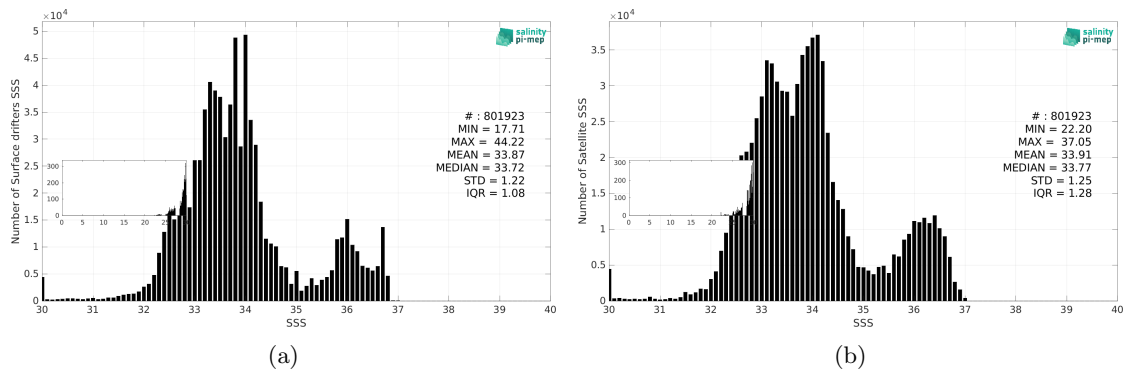 ×10⁴
5
4.5
4
3.5
3
2.5
2
1.5
1
0.5
0
Number of Surface drifters SSS
salinity
pi-mep
# : 801923
MIN = 17.71
MAX = 44.22
MEAN = 33.87
MEDIAN = 33.72
STD = 1.22
IQR = 1.08
300
200
100
0
0 5 10 15 20 25
30 31 32 33 34 35 36 37 38 39 40
SSS
(a)
×10⁴
3.5
3
2.5
2
1.5
1
0.5
0
Number of Satellite SSS
salinity
pi-mep
# : 801923
MIN = 22.20
MAX = 37.05
MEAN = 33.91
MEDIAN = 33.77
STD = 1.25
IQR = 1.28
300
200
100
0
0 5 10 15 20
30 31 32 33 34 35 36 37 38 39 40
SSS
(b)